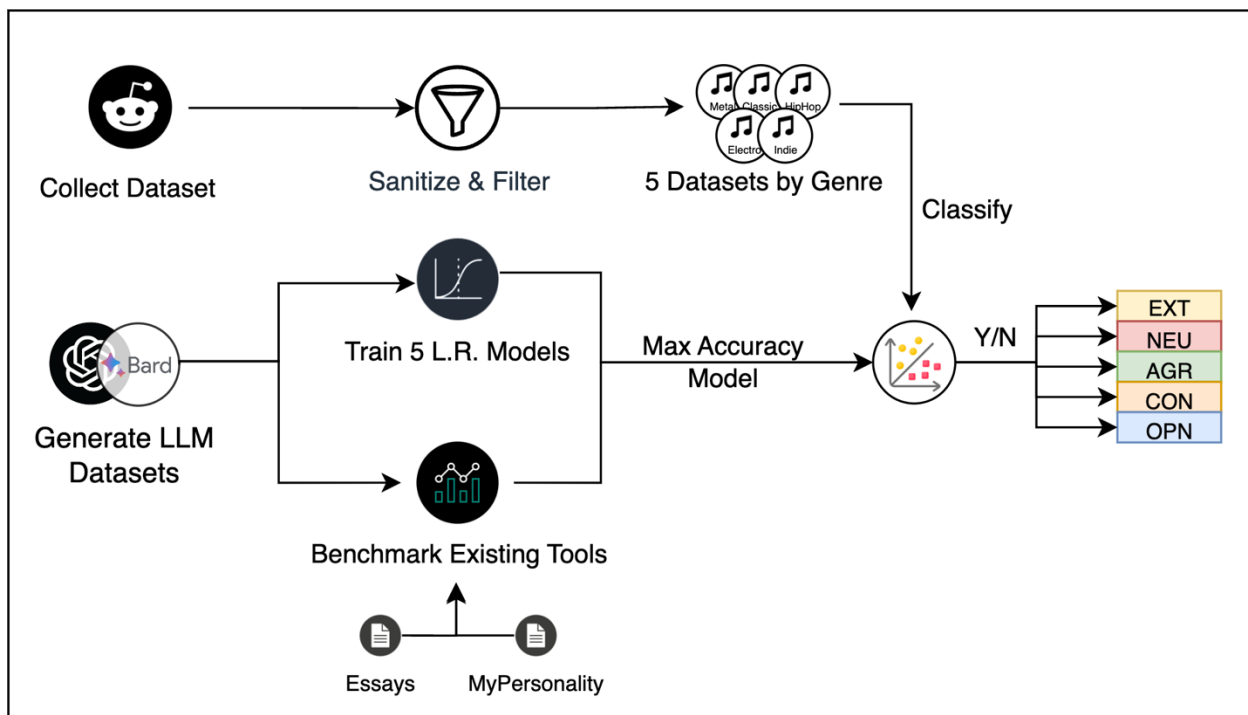 Metal
Classic
HipHop
Electro
Indie
Collect Dataset
Sanitize & Filter
5 Datasets by Genre
Classify
Train 5 L.R. Models
Bard
Generate LLM
Datasets
Max Accuracy
Model
Y/N
EXT
NEU
AGR
CON
OPN
Benchmark Existing Tools
Essays
MyPersonality